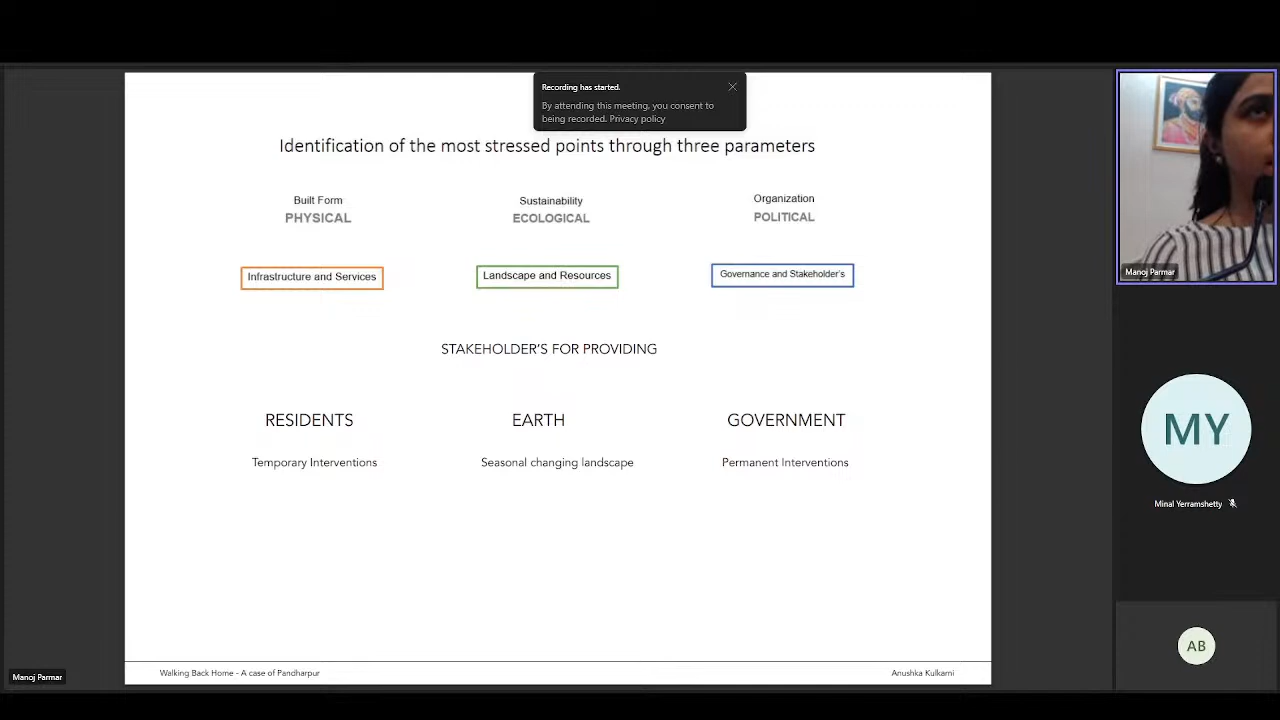 Recording has started.
By attending this meeting, you consent to
being recorded. Privacy policy
Identification of the most stressed points through three parameters
Built Form
PHYSICAL
Sustainability
ECOLOGICAL
Organization
POLITICAL
Infrastructure and Services
Landscape and Resources
Governance and Stakeholder's
STAKEHOLDER'S FOR PROVIDING
RESIDENTS
EARTH
GOVERNMENT
Temporary Interventions
Seasonal changing landscape
Permanent Interventions
Walking Back Home - A case of Pandharpur
Anushka Kulkarni
Manoj Parmar
Manoj Parmar
MY
Minal Yerramshetty
AB